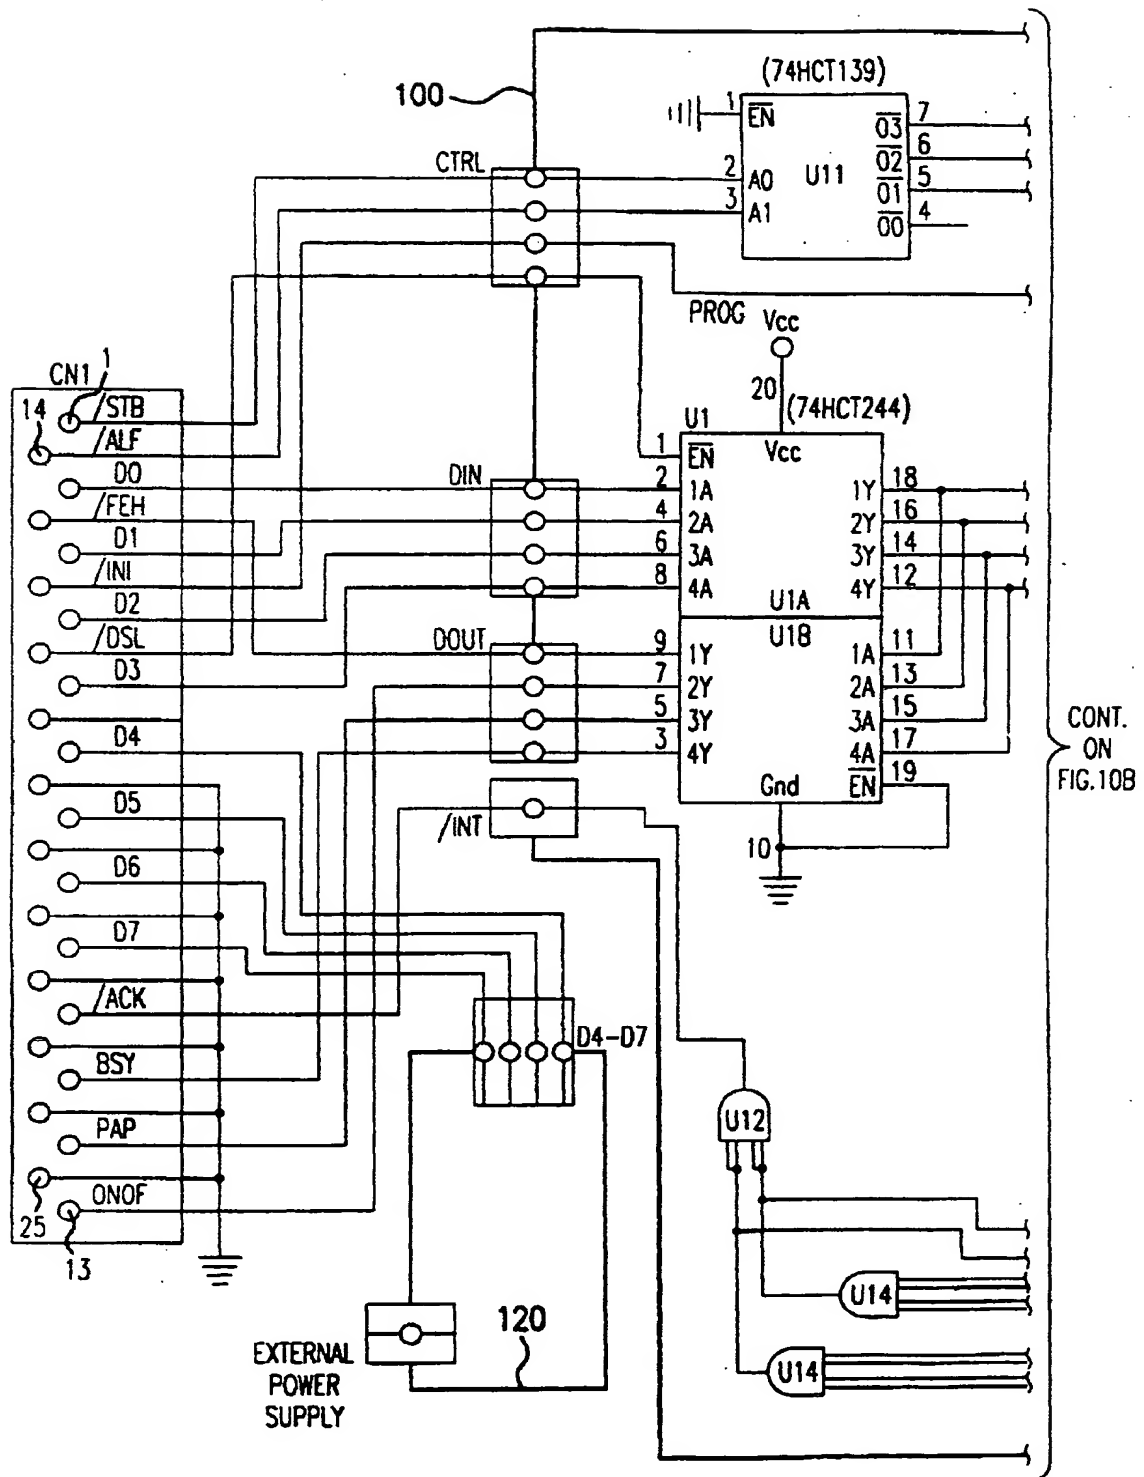 (74HCT139)
100
1
EN
O3
7
CTRL
2
A0
U11
O2
6
3
A1
O1
5
O0
4
PROG
Vcc
CN1
1
20
14
/STB
U1
(74HCT244)
/ALF
1
EN
Vcc
D0
DIN
2
1A
1Y
18
/FEH
4
2A
2Y
16
D1
6
3A
3Y
14
/INI
8
4A
4Y
12
D2
U1A
/DSL
DOUT
U1B
9
1Y
1A
11
D3
7
2Y
2A
13
5
3Y
3A
15
D4
3
4Y
4A
17
CONT.
ON
FIG.10B
Gnd
EN
19
D5
/INT
10
D6
D7
/ACK
D4-D7
BSY
U12
PAP
ONOF
25
13
U14
120
EXTERNAL
POWER
SUPPLY
U14